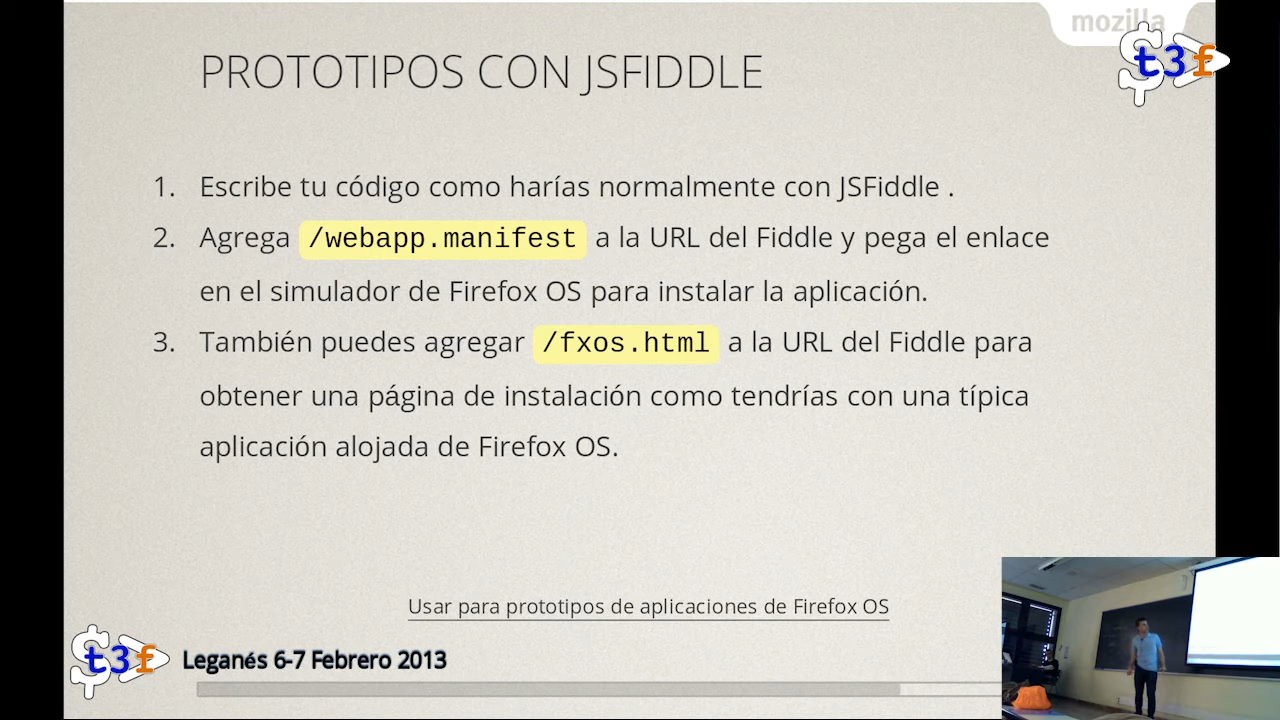 mozilla
$t3f
PROTOTIPOS CON JSFIDDLE
1. Escribe tu código como harías normalmente con JSFiddle .
2. Agrega /webapp.manifest a la URL del Fiddle y pega el enlace
en el simulador de Firefox OS para instalar la aplicación.
3. También puedes agregar /fxos.html a la URL del Fiddle para
obtener una página de instalación como tendrías con una típica
aplicación alojada de Firefox OS.
Usar para prototipos de aplicaciones de Firefox OS
$t3f Leganés 6-7 Febrero 2013